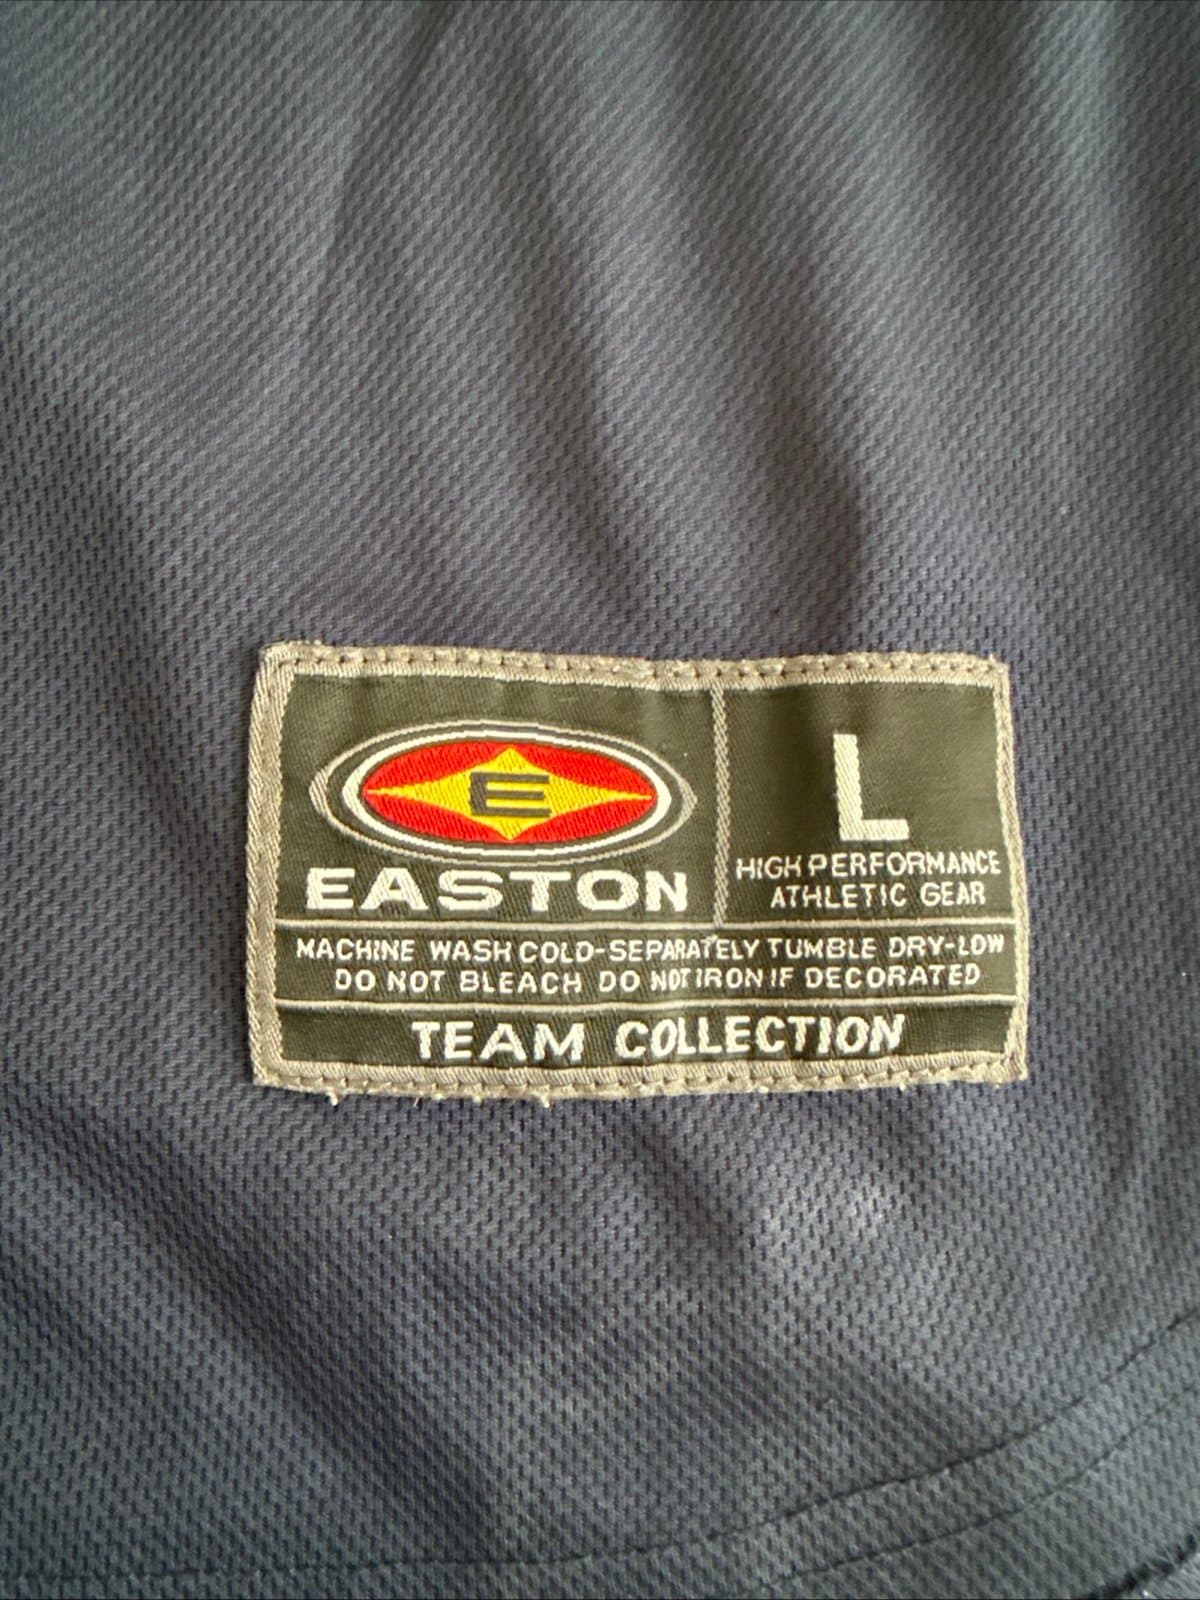 E
EASTON
L
HIGH PERFORMANCE
ATHLETIC GEAR
MACHINE WASH COLD-SEPARATELY TUMBLE DRY-LOW
DO NOT BLEACH DO NOT IRON IF DECORATED
TEAM COLLECTION